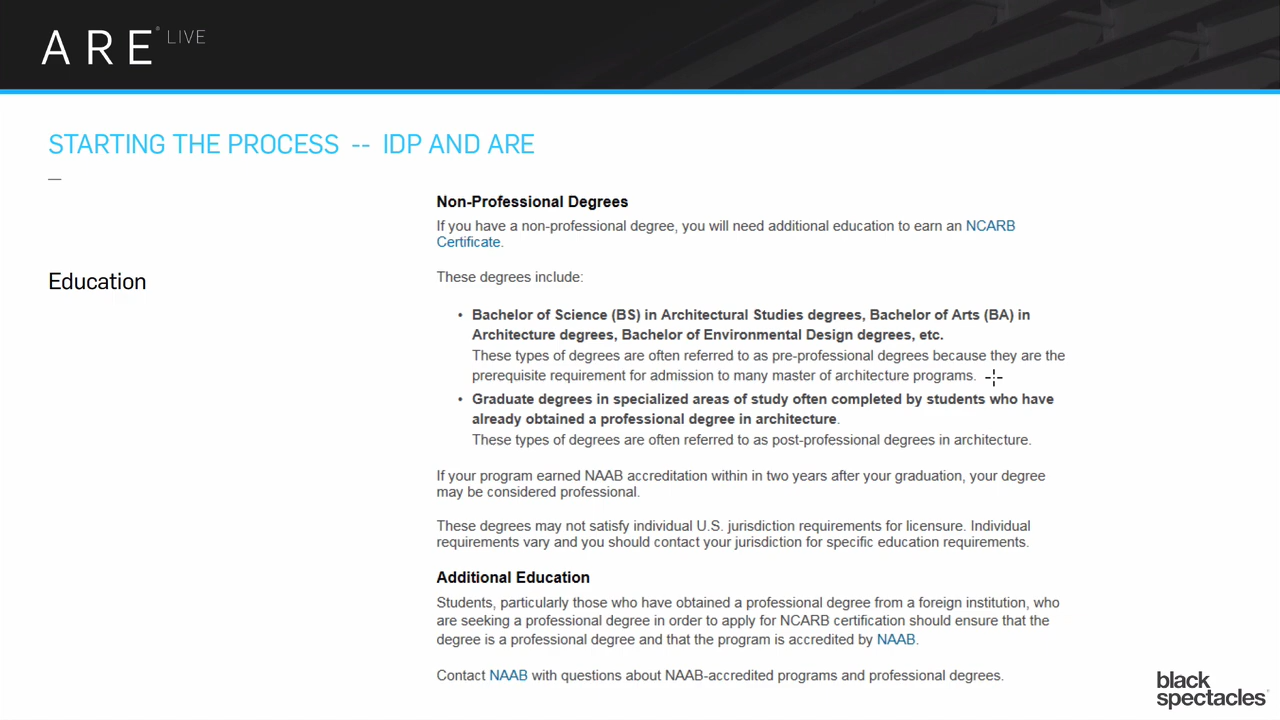 ARE® LIVE
STARTING THE PROCESS -- IDP AND ARE
—
Education
Non-Professional Degrees
If you have a non-professional degree, you will need additional education to earn an NCARB
Certificate.
These degrees include:
• Bachelor of Science (BS) in Architectural Studies degrees, Bachelor of Arts (BA) in
Architecture degrees, Bachelor of Environmental Design degrees, etc.
These types of degrees are often referred to as pre-professional degrees because they are the
prerequisite requirement for admission to many master of architecture programs.
• Graduate degrees in specialized areas of study often completed by students who have
already obtained a professional degree in architecture.
These types of degrees are often referred to as post-professional degrees in architecture.
If your program earned NAAB accreditation within in two years after your graduation, your degree
may be considered professional.
These degrees may not satisfy individual U.S. jurisdiction requirements for licensure. Individual
requirements vary and you should contact your jurisdiction for specific education requirements.
Additional Education
Students, particularly those who have obtained a professional degree from a foreign institution, who
are seeking a professional degree in order to apply for NCARB certification should ensure that the
degree is a professional degree and that the program is accredited by NAAB.
Contact NAAB with questions about NAAB-accredited programs and professional degrees.
black
spectacles